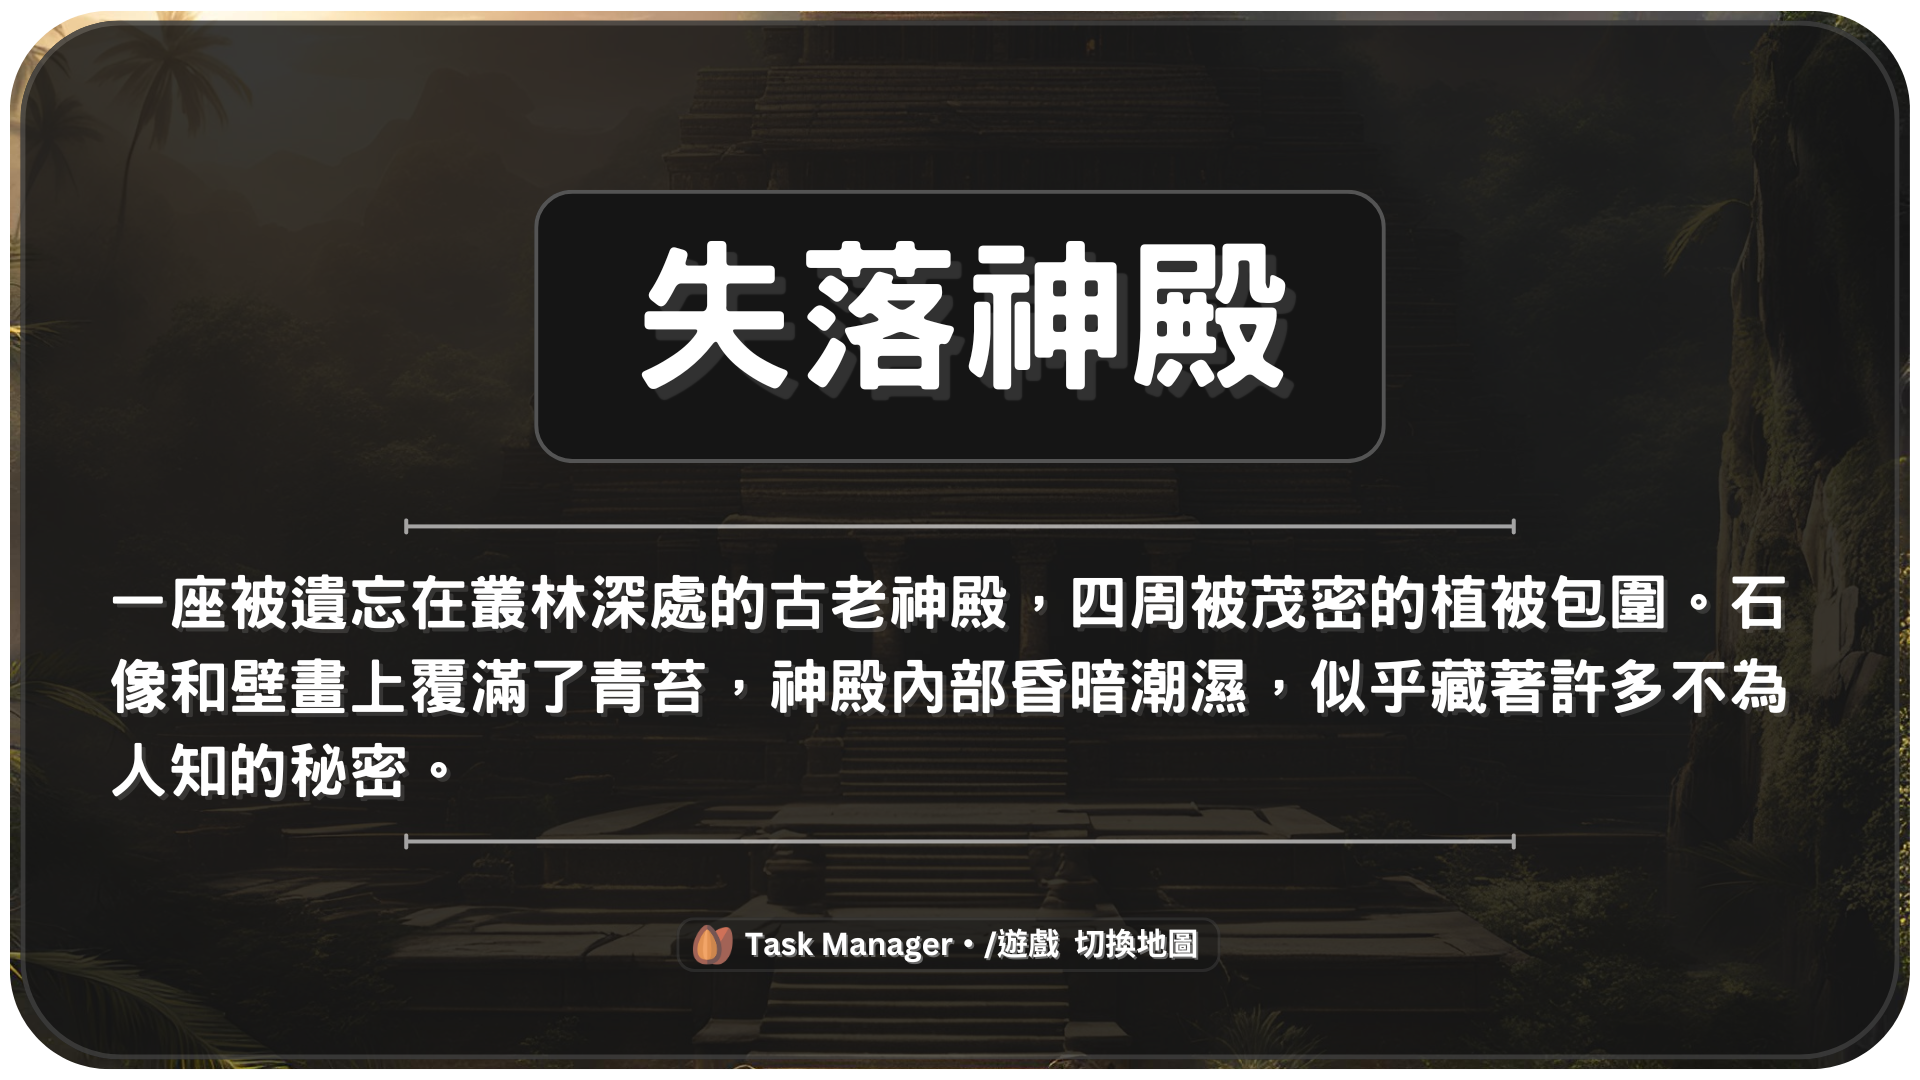 失落神殿
一座被遺忘在叢林深處的古老神殿，四周被茂密的植被包圍。石
像和壁畫上覆滿了青苔，神殿內部昏暗潮濕，似乎藏著許多不為
人知的秘密。
Task Manager • /遊戲 切換地圖